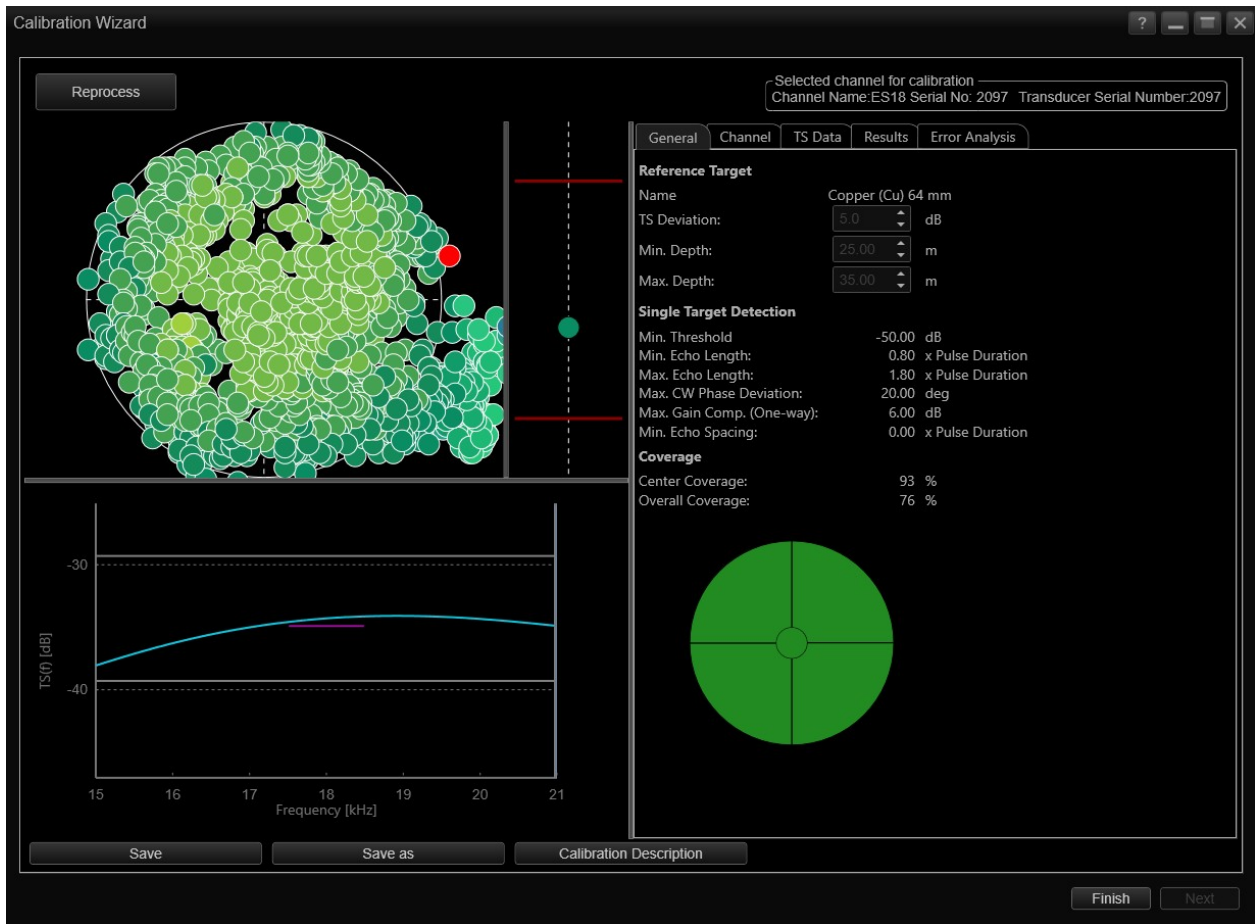 Calibration Wizard
?
Reprocess
Selected channel for calibration
Channel Name:ES18 Serial No: 2097 Transducer Serial Number:2097
General Channel TS Data Results Error Analysis
Reference Target
Name Copper (Cu) 64 mm
TS Deviation: 5.0 dB
Min. Depth: 25.00 m
Max. Depth: 35.00 m
Single Target Detection
Min. Threshold -50.00 dB
Min. Echo Length: 0.80 x Pulse Duration
Max. Echo Length: 1.80 x Pulse Duration
Max. CW Phase Deviation: 20.00 deg
Max. Gain Comp. (One-way): 6.00 dB
Min. Echo Spacing: 0.00 x Pulse Duration
Coverage
Center Coverage: 93 %
Overall Coverage: 76 %
-30
TS(f) [dB]
-40
15 16 17 18 19 20 21
Frequency [kHz]
Save Save as Calibration Description
Finish Next